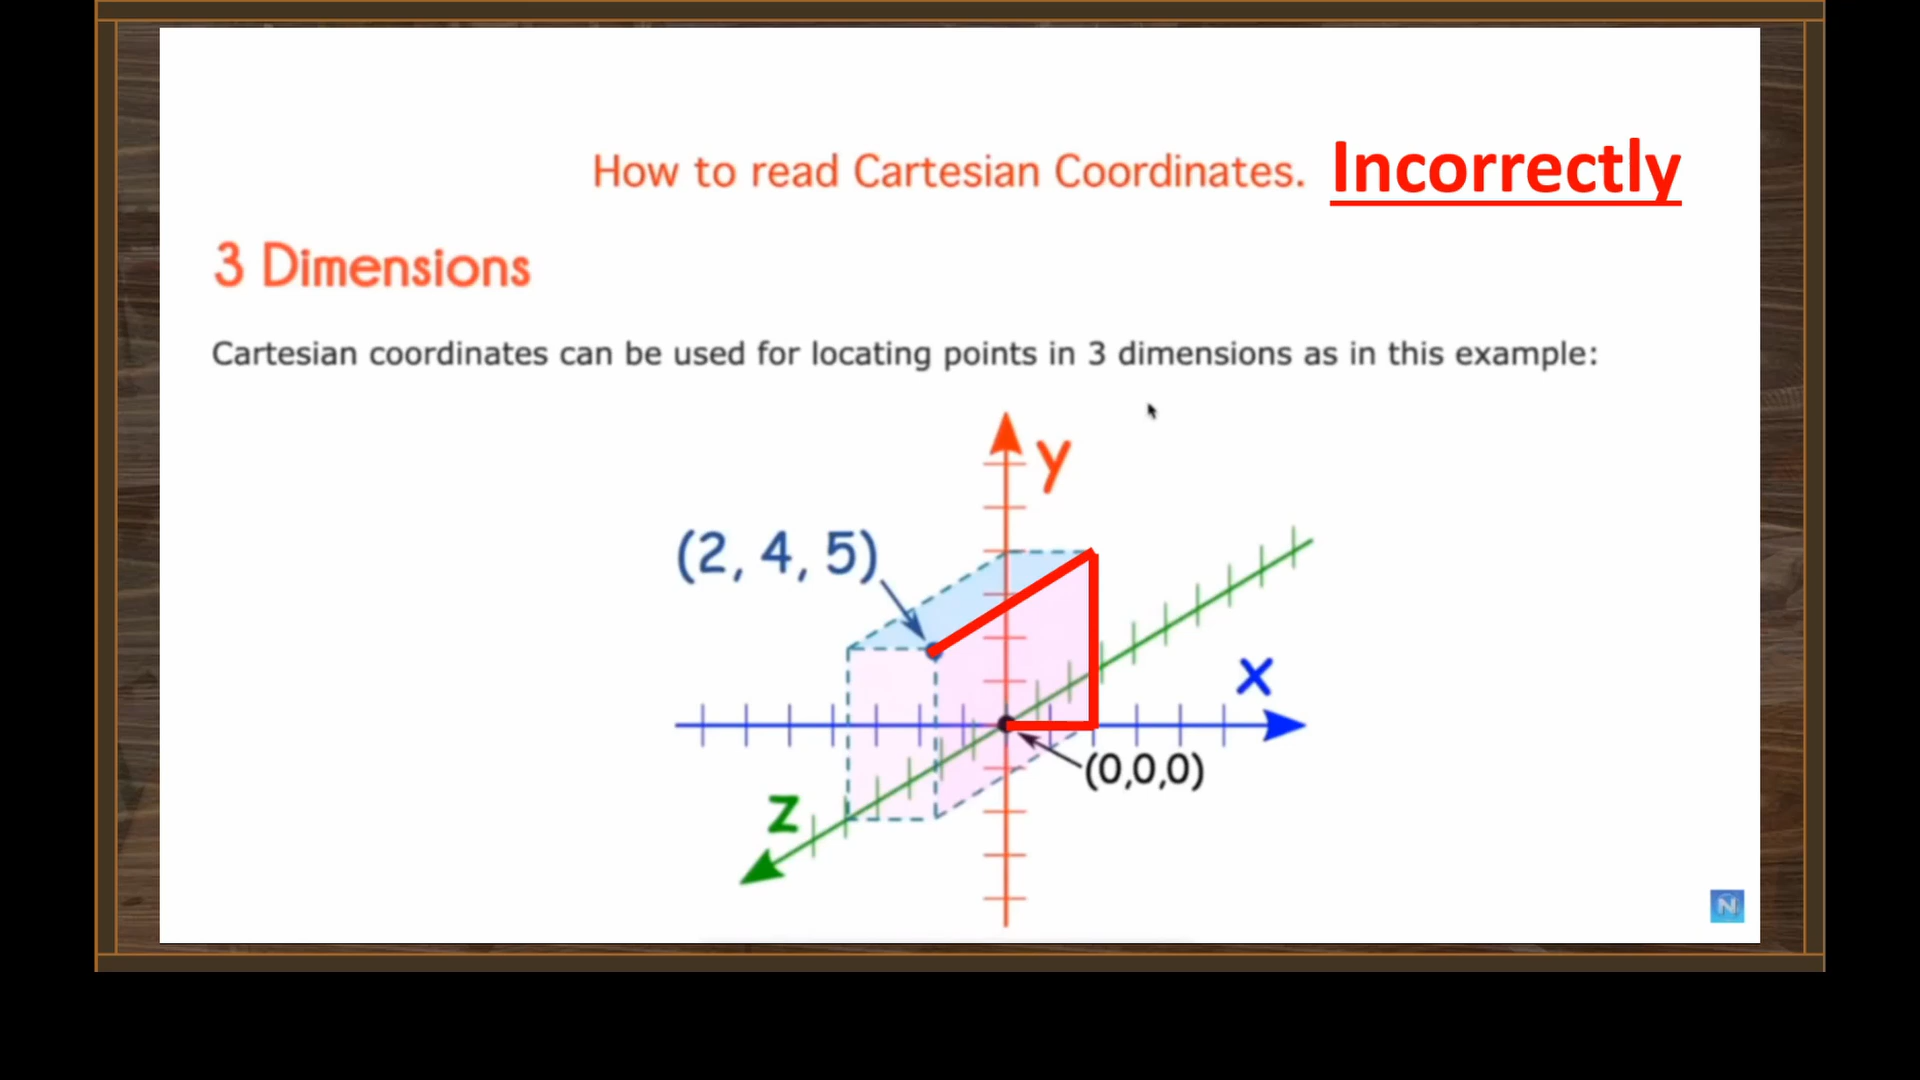 How to read Cartesian Coordinates. Incorrectly
3 Dimensions
Cartesian coordinates can be used for locating points in 3 dimensions as in this example:
y
(2, 4, 5)
x
(0,0,0)
z
N